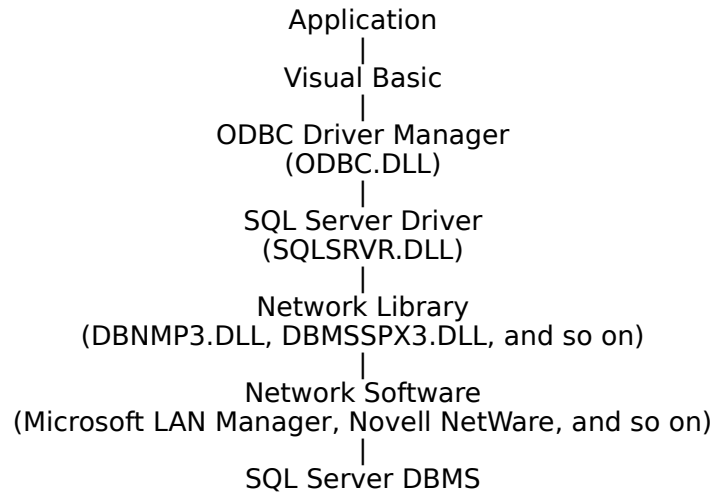 Application
|
Visual Basic
|
ODBC Driver Manager
(ODBC.DLL)
|
SQL Server Driver
(SQLSRVR.DLL)
|
Network Library
(DBNMP3.DLL, DBMSSPX3.DLL, and so on)
|
Network Software
(Microsoft LAN Manager, Novell NetWare, and so on)
|
SQL Server DBMS